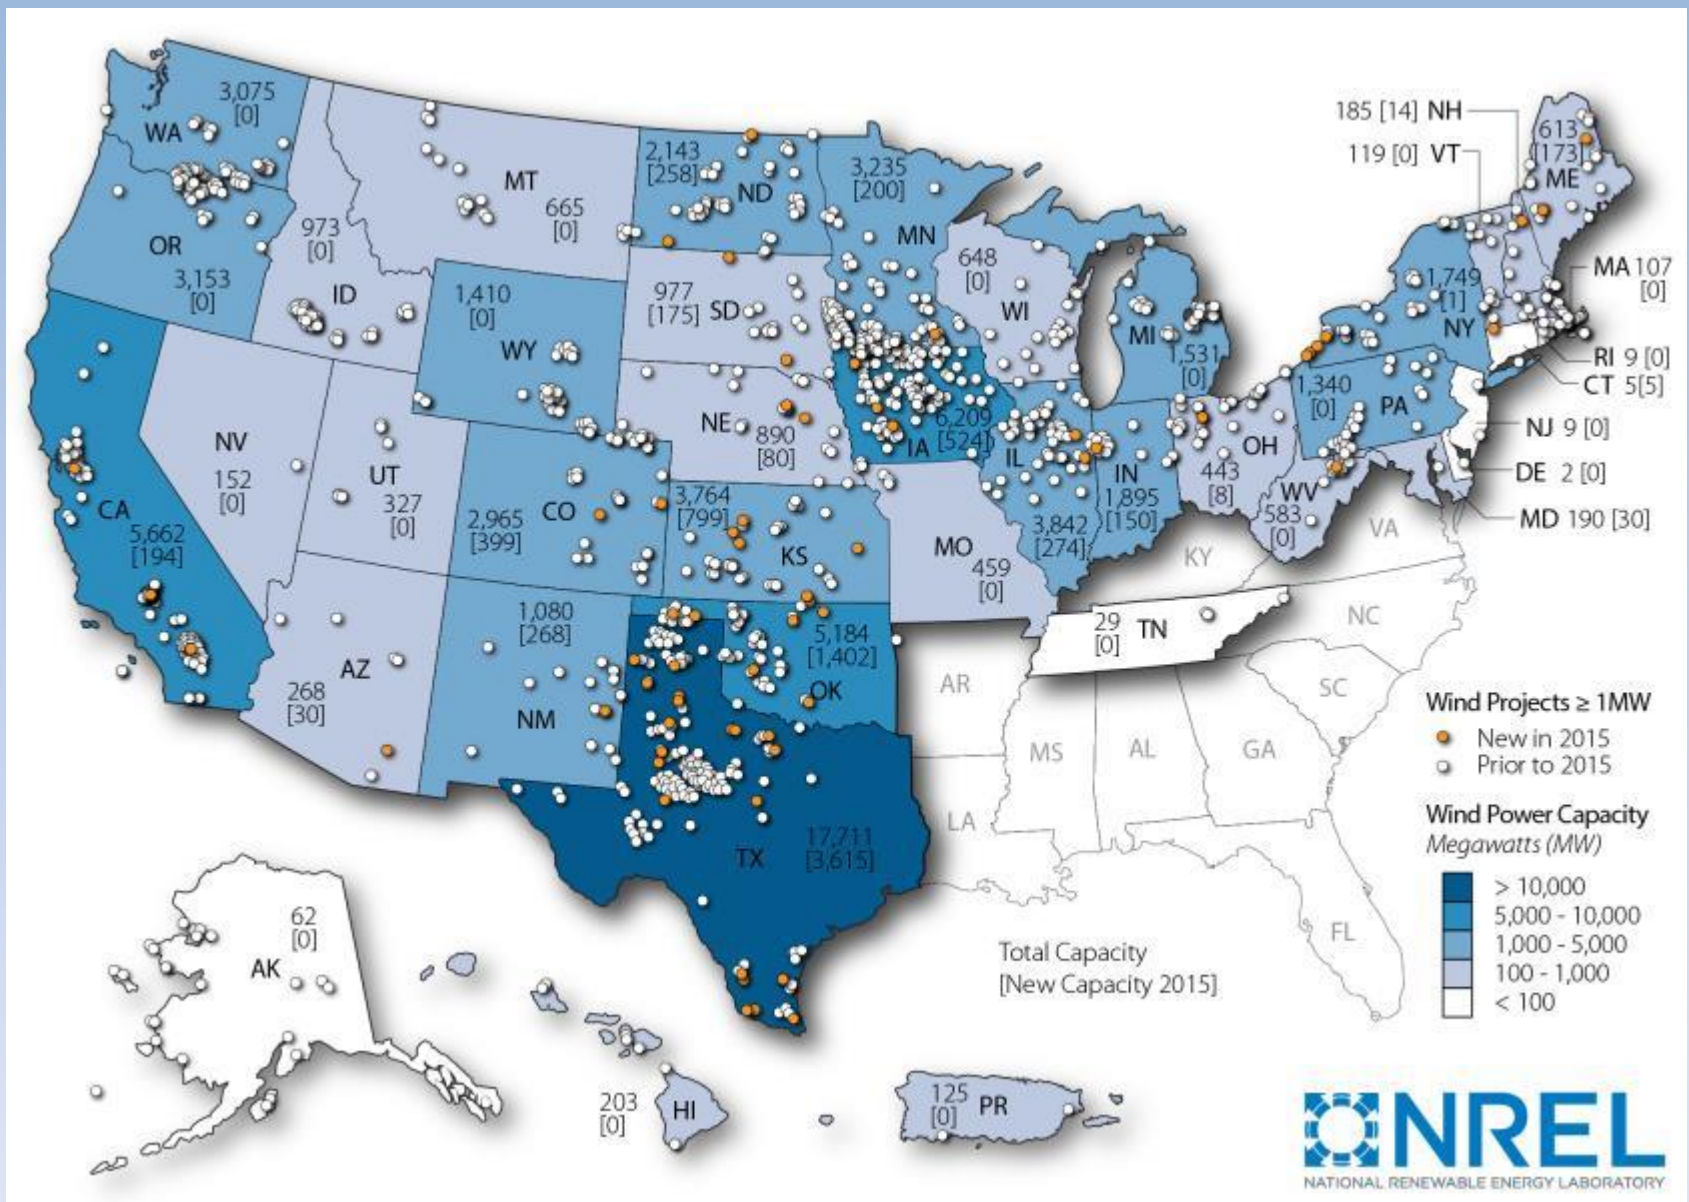 WA
3,075
[0]
OR
3,153
[0]
CA
5,662
[194]
NV
152
[0]
973
[0]
ID
MT
665
[0]
1,410
[0]
WY
UT
327
[0]
CO
2,965
[399]
AZ
268
[30]
1,080
[268]
NM
2,143
[258]
ND
977
[175]
SD
NE
890
[80]
3,764
[799]
KS
5,184
[1,402]
OK
TX
17,711
[3,615]
3,235
[200]
MN
6,209
[524]
IA
MO
459
[0]
648
[0]
WI
IL
3,842
[274]
MI
1,531
[0]
IN
1,895
[150]
OH
443
[8]
WV
583
[0]
1,340
[0]
PA
1,749
[1]
NY
613
[173]
ME
185 [14] NH
119 [0] VT
MA 107
[0]
RI 9 [0]
CT 5[5]
NJ 9 [0]
DE 2 [0]
MD 190 [30]
KY
VA
29
[0]
TN
NC
SC
AR
MS
AL
GA
LA
FL
62
[0]
AK
203
[0]
HI
125
[0]
PR
Total Capacity
[New Capacity 2015]
Wind Projects ≥ 1MW
New in 2015
Prior to 2015
Wind Power Capacity
Megawatts (MW)
> 10,000
5,000 - 10,000
1,000 - 5,000
100 - 1,000
< 100
NREL
NATIONAL RENEWABLE ENERGY LABORATORY